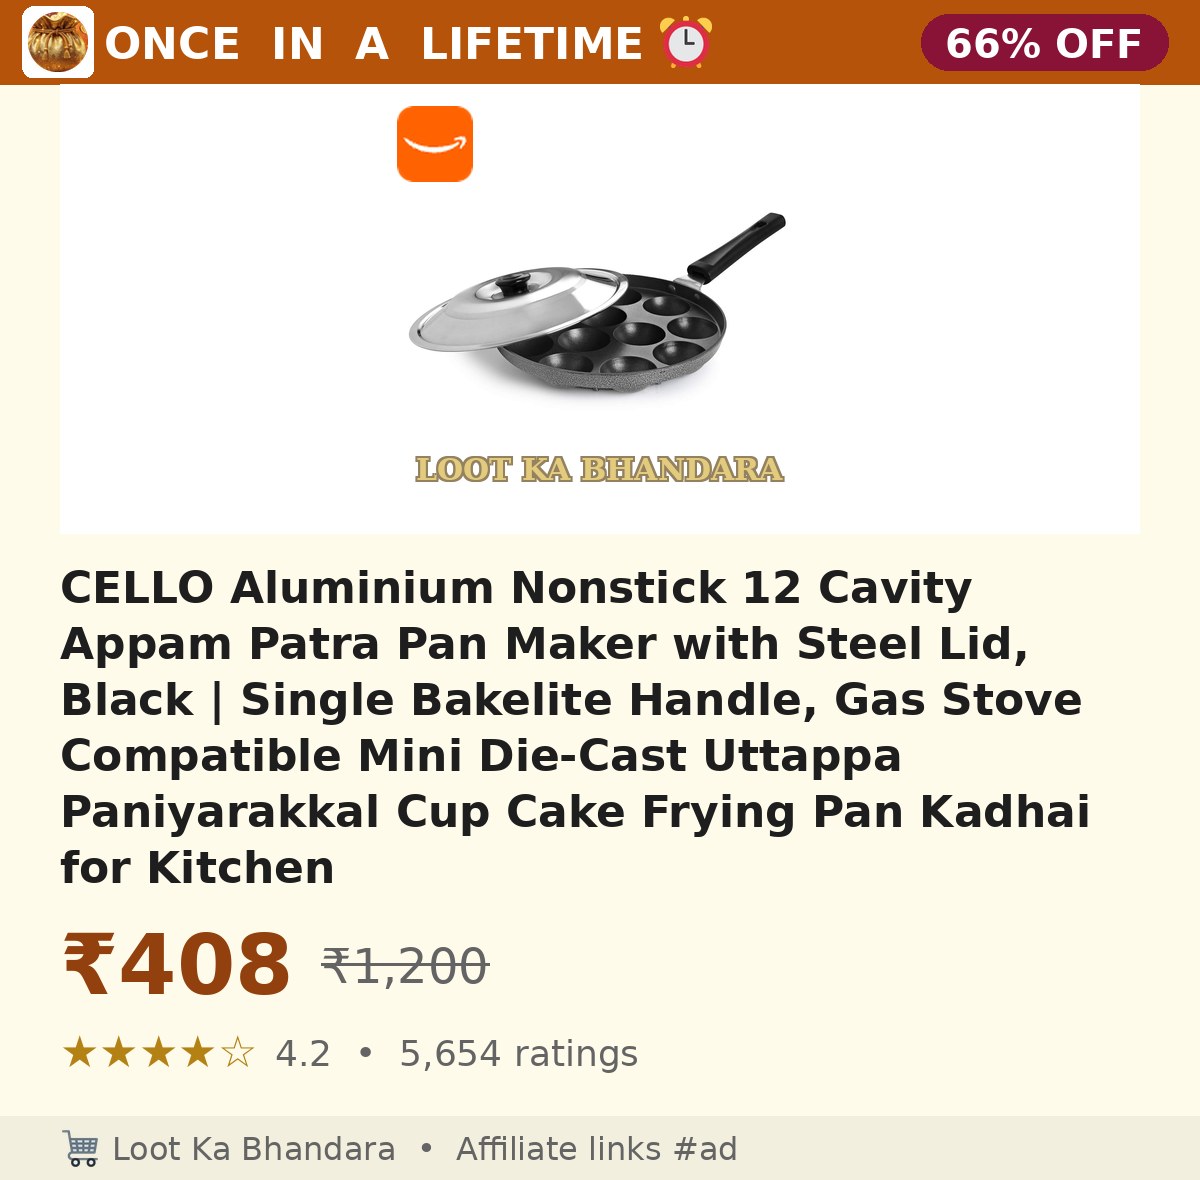 ONCE IN A LIFETIME
66% OFF
LOOT KA BHANDARA
CELLO Aluminium Nonstick 12 Cavity
Appam Patra Pan Maker with Steel Lid,
Black | Single Bakelite Handle, Gas Stove
Compatible Mini Die-Cast Uttappa
Paniyarakkal Cup Cake Frying Pan Kadhai
for Kitchen
₹408 ₹1,200
★★★★☆ 4.2 • 5,654 ratings
Loot Ka Bhandara • Affiliate links #ad